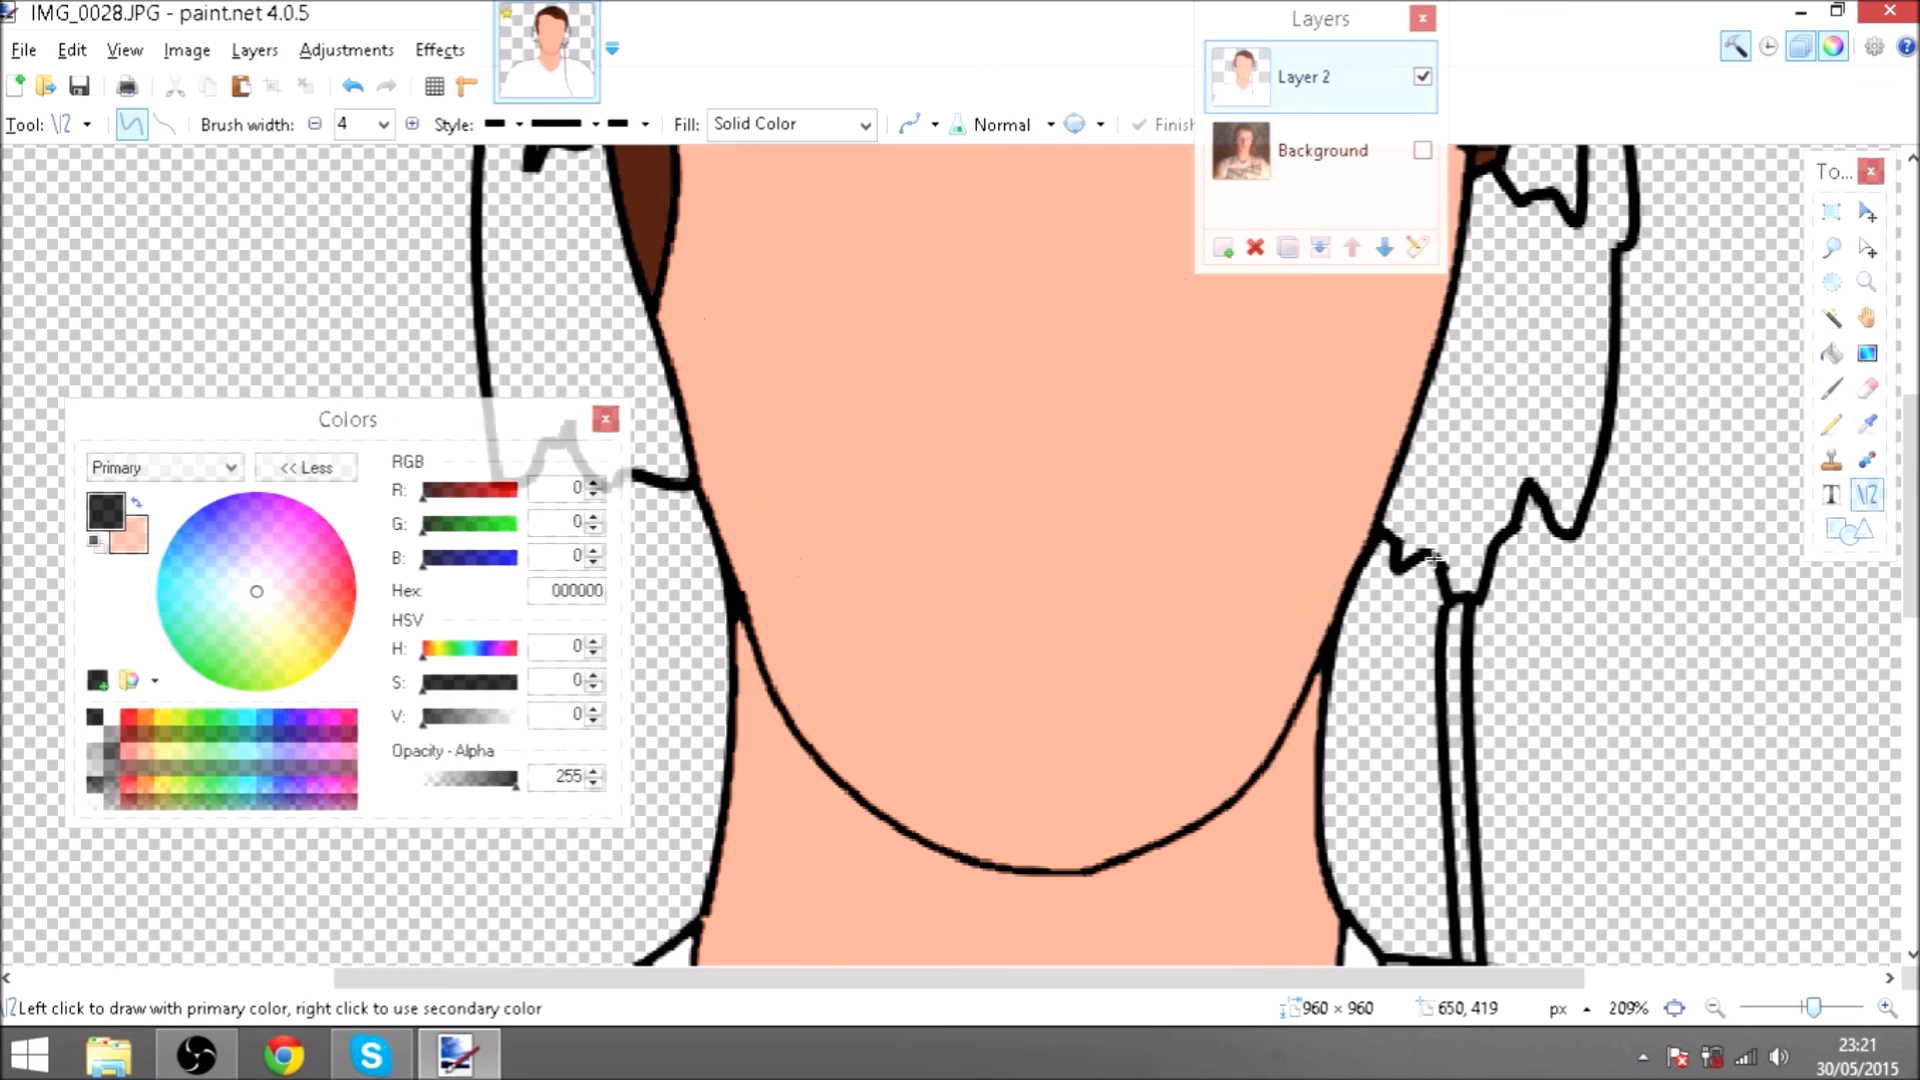 IMG_0028.JPG - paint.net 4.0.5
File Edit View Image Layers Adjustments Effects
Tool: Brush width: 4 Style: Fill: Solid Color Normal Finish
Layers
Layer 2
Background
To...
T
Colors
Primary << Less
RGB
R: 0
G: 0
B: 0
Hex: 000000
HSV
H: 0
S: 0
V: 0
Opacity - Alpha
255
Left click to draw with primary color, right click to use secondary color
960 × 960 650, 419 px 209%
23:21
30/05/2015